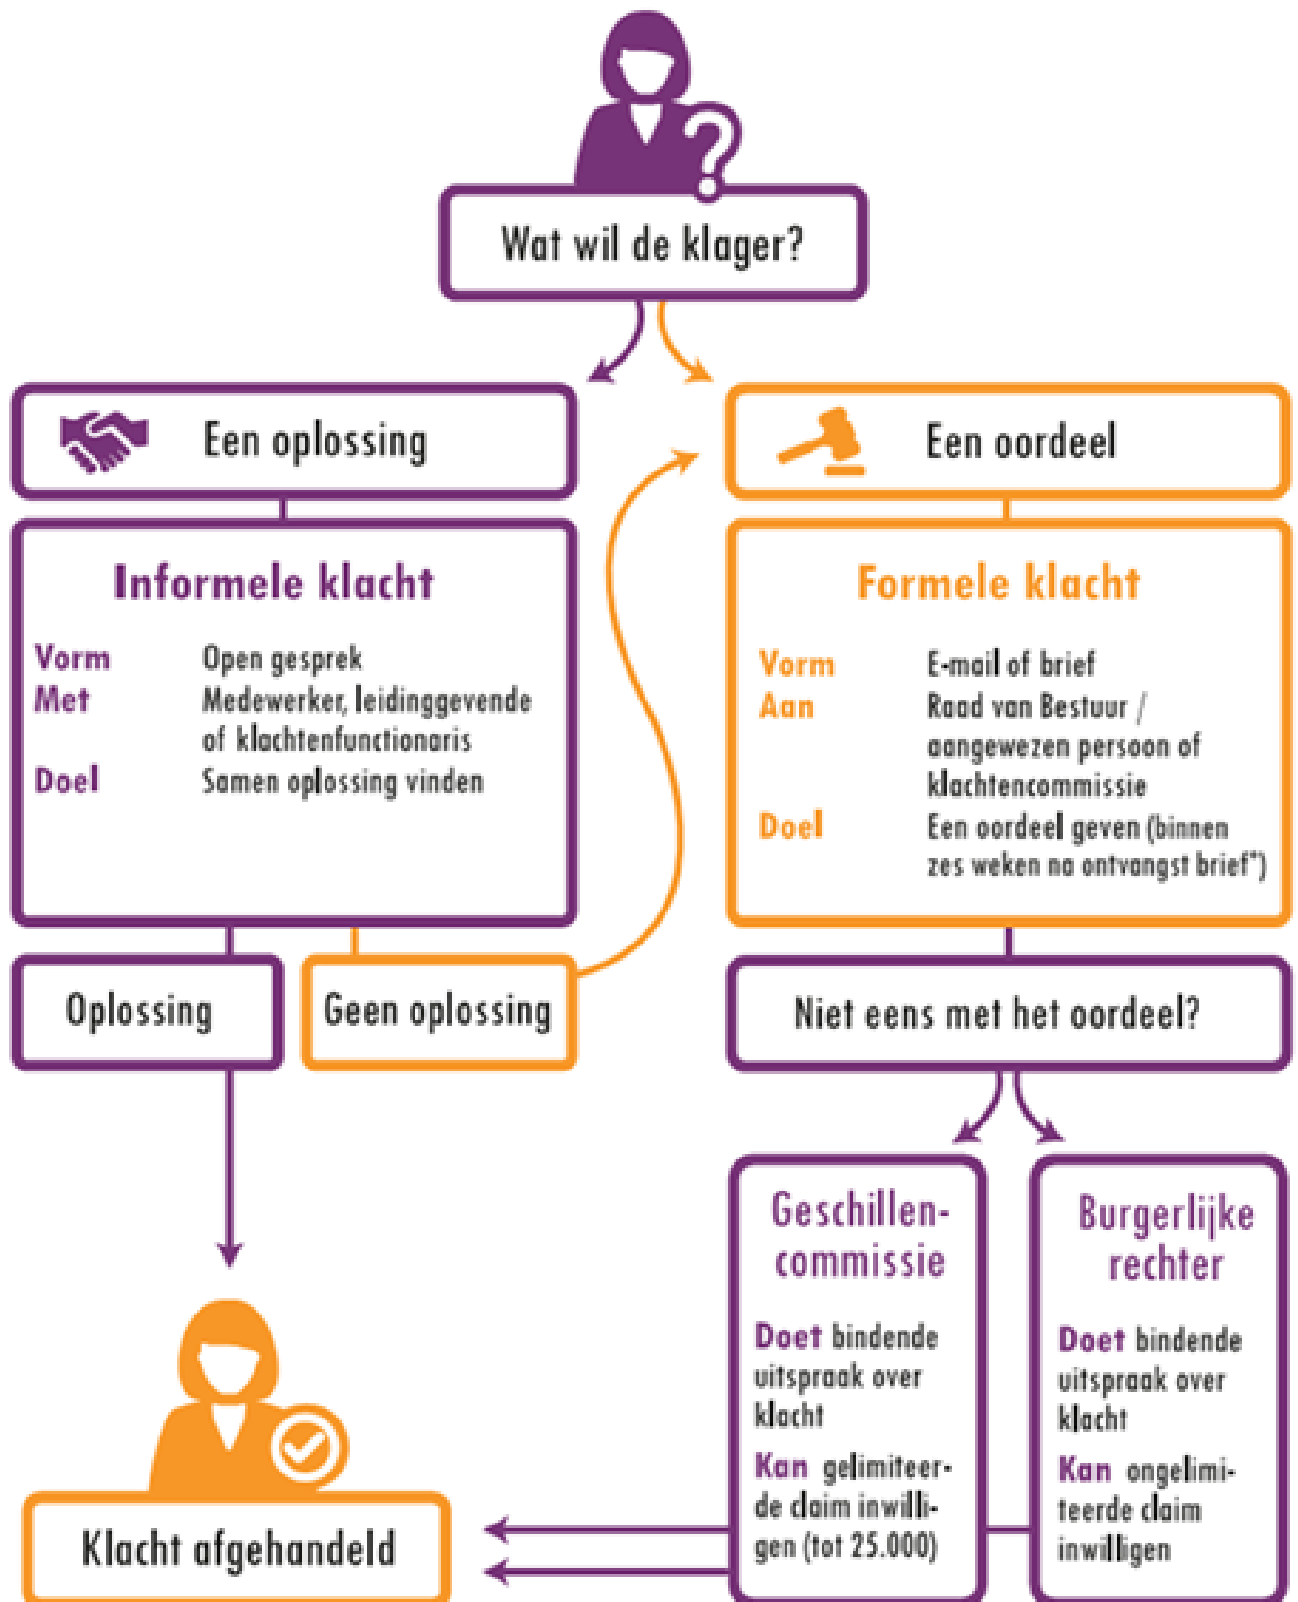 Wat wil de klager?
Een oplossing
Informele klacht
Vorm Open gesprek
Met Medewerker, leidinggevende
of klachtenfunctionaris
Doel Samen oplossing vinden
Oplossing
Geen oplossing
Een oordeel
Formele klacht
Vorm E-mail of brief
Aan Raad van Bestuur /
aangewezen persoon of
klachtencommissie
Doel Een oordeel geven (binnen
zes weken na ontvangst brief*)
Niet eens met het oordeel?
Geschillen-
commissie
Doet bindende
uitspraak over
klacht
Kan gelimiteer-
de claim inwilli-
gen (tot 25.000)
Burgerlijke
rechter
Doet bindende
uitspraak over
klacht
Kan ongelimi-
teerde claim
inwilligen
Klacht afgehandeld